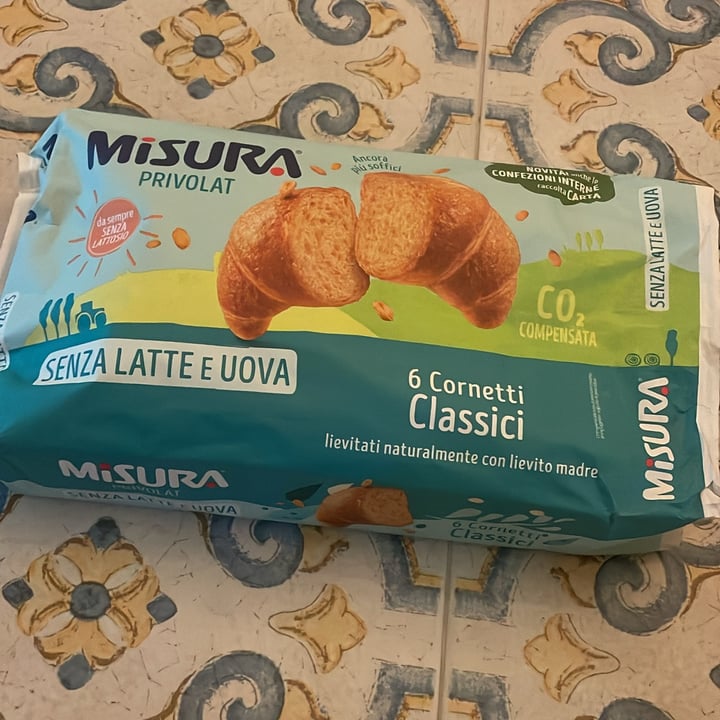 MiSURA
PRIVOLAT
Ancora
più soffici
NOVITÀ! anche le
CONFEZIONI INTERNE
raccolta CARTA
da sempre
SENZA
LATTOSIO
SENZA LATTE E UOVA
CO₂
COMPENSATA
SENZA LATTE E UOVA
6 Cornetti
Classici
lievitati naturalmente con lievito madre
MiSURA
MiSURA
PRIVOLAT
SENZA LATTE E UOVA
6 Cornetti
Classici